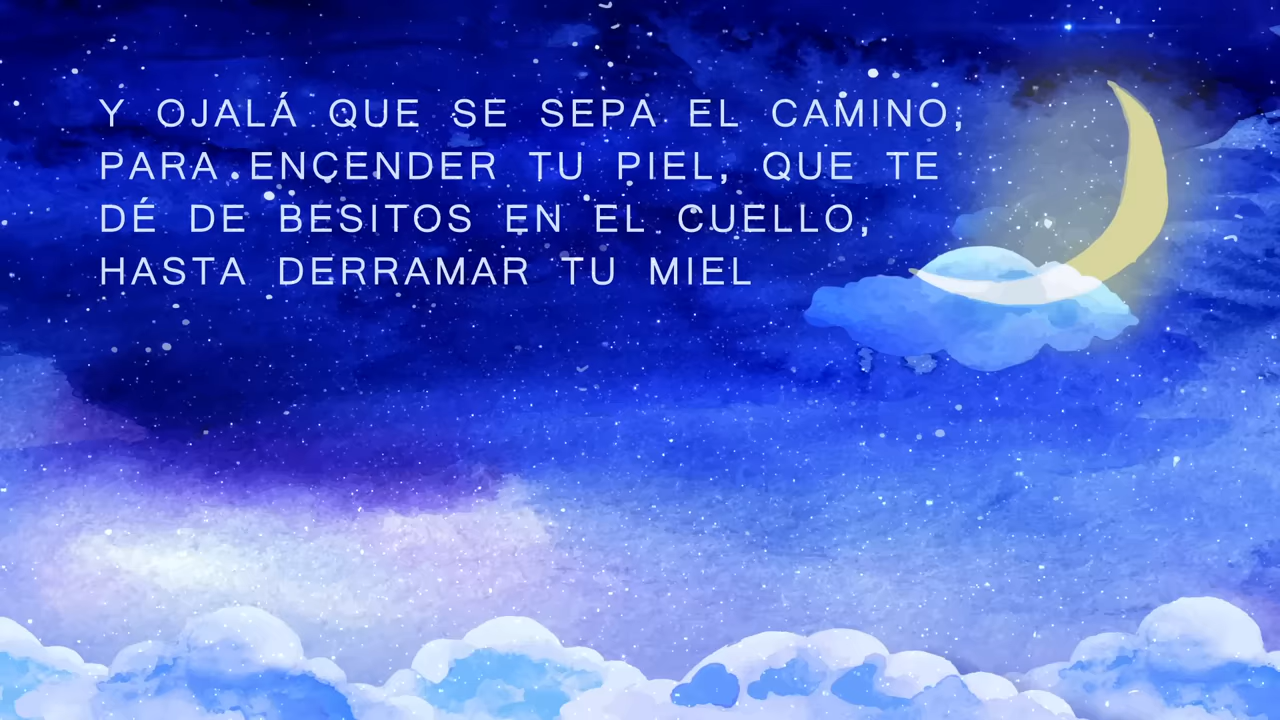 Y OJALÁ QUE SE SEPA EL CAMINO,
PARA ENCENDER TU PIEL, QUE TE
DÉ DE BESITOS EN EL CUELLO,
HASTA DERRAMAR TU MIEL